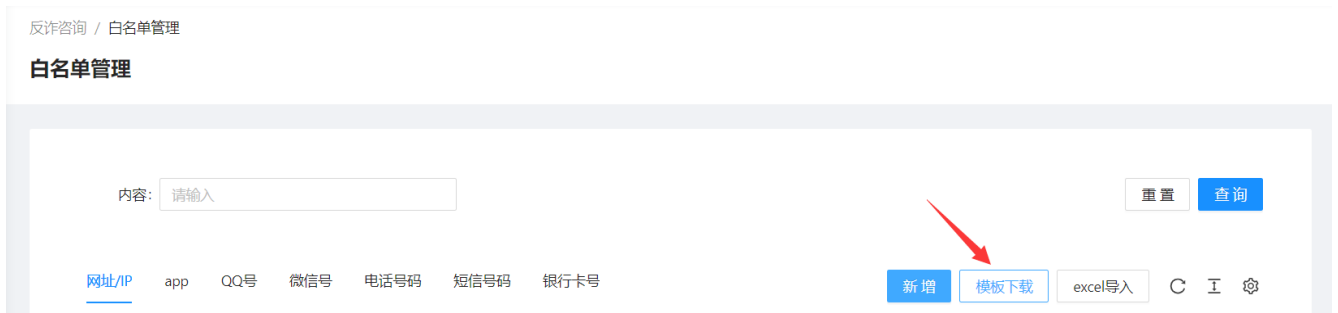 反诈咨询 / 白名单管理
白名单管理
内容: 请输入 重 置 查 询
网址/IP app QQ号 微信号 电话号码 短信号码 银行卡号 新 增 模板下载 excel导入